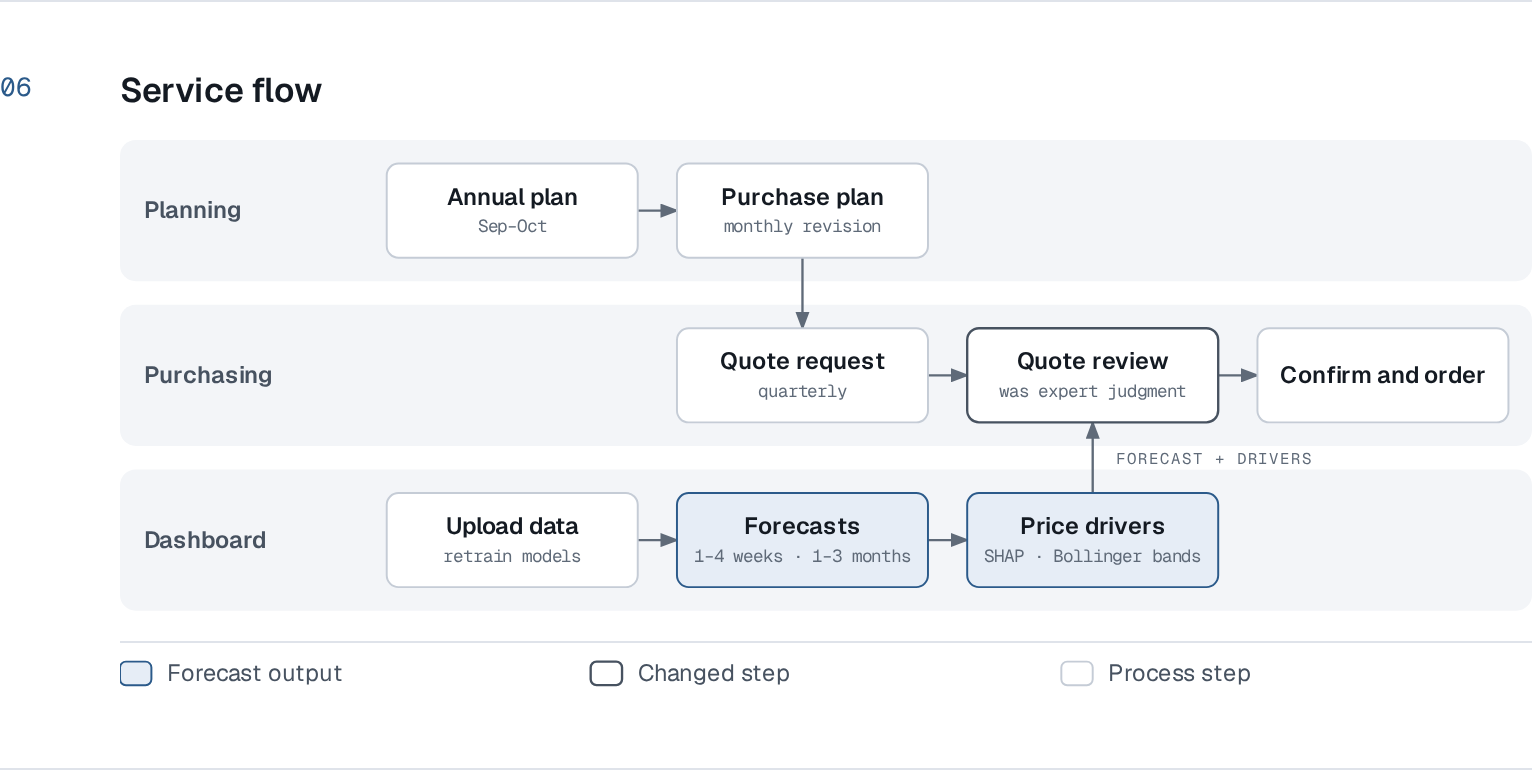 06
Service flow
Planning
Annual plan
Sep–Oct
Purchase plan
monthly revision
Purchasing
Quote request
quarterly
Quote review
was expert judgment
Confirm and order
FORECAST + DRIVERS
Dashboard
Upload data
retrain models
Forecasts
1–4 weeks · 1–3 months
Price drivers
SHAP · Bollinger bands
Forecast output
Changed step
Process step